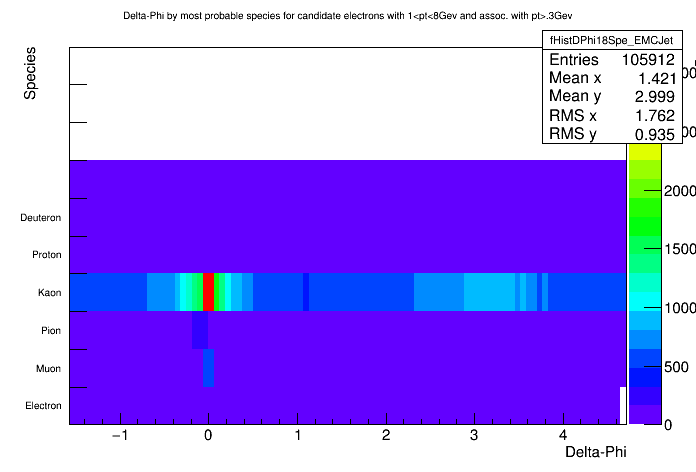 Delta-Phi by most probable species for candidate electrons with 1<pt<8Gev and assoc. with pt>.3Gev
fHistDPhi18Spe_EMCJet
Entries 105912
Mean x 1.421
Mean y 2.999
RMS x 1.762
RMS y 0.935
Species
Deuteron
Proton
Kaon
Pion
Muon
Electron
2000
1500
1000
500
0
−1 0 1 2 3 4
Delta-Phi